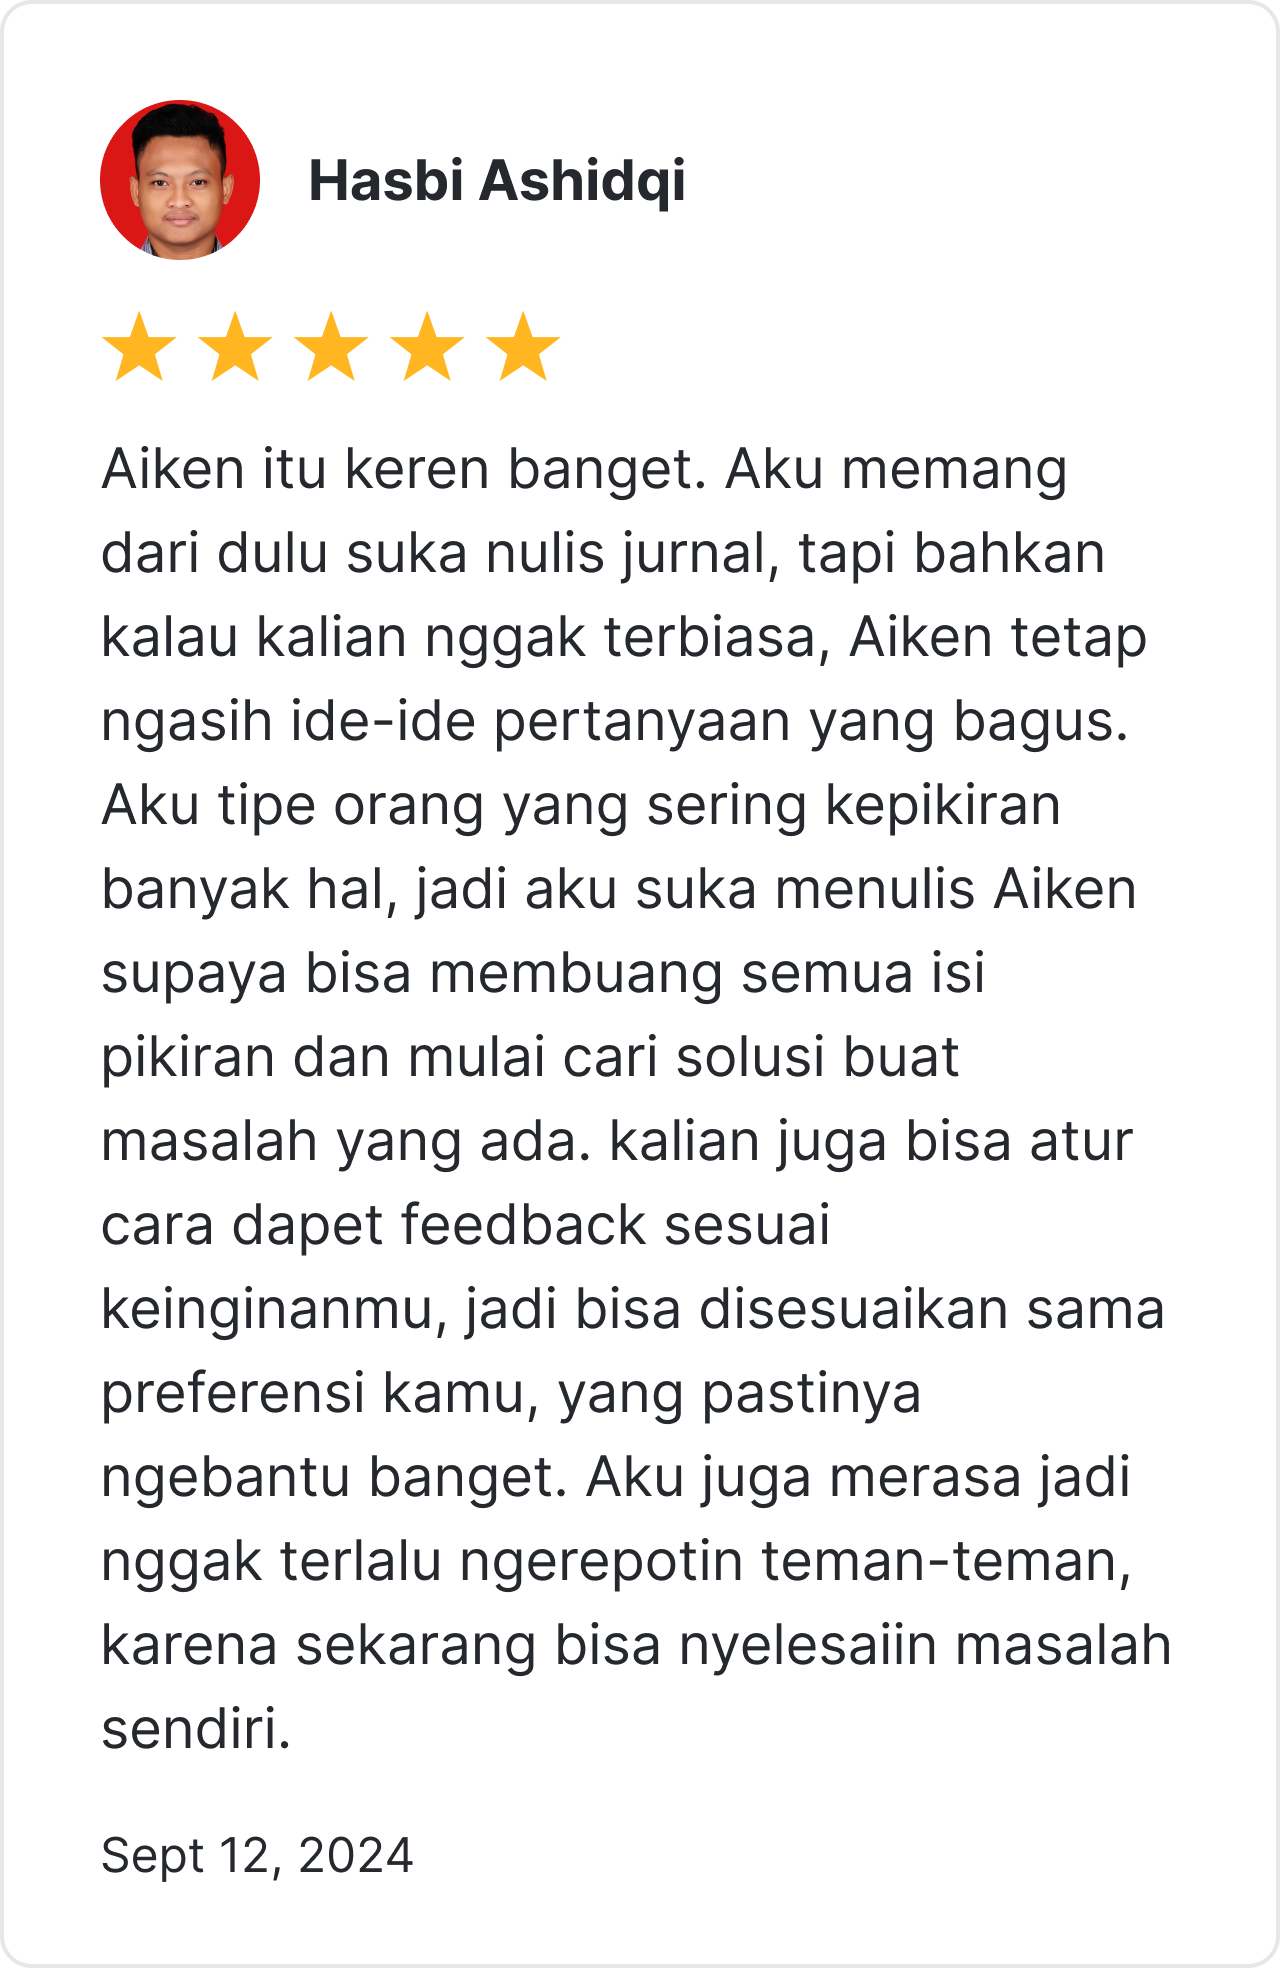 Hasbi Ashidqi
Aiken itu keren banget. Aku memang
dari dulu suka nulis jurnal, tapi bahkan
kalau kalian nggak terbiasa, Aiken tetap
ngasih ide-ide pertanyaan yang bagus.
Aku tipe orang yang sering kepikiran
banyak hal, jadi aku suka menulis Aiken
supaya bisa membuang semua isi
pikiran dan mulai cari solusi buat
masalah yang ada. kalian juga bisa atur
cara dapet feedback sesuai
keinginanmu, jadi bisa disesuaikan sama
preferensi kamu, yang pastinya
ngebantu banget. Aku juga merasa jadi
nggak terlalu ngerepotin teman-teman,
karena sekarang bisa nyelesaiin masalah
sendiri.
Sept 12, 2024